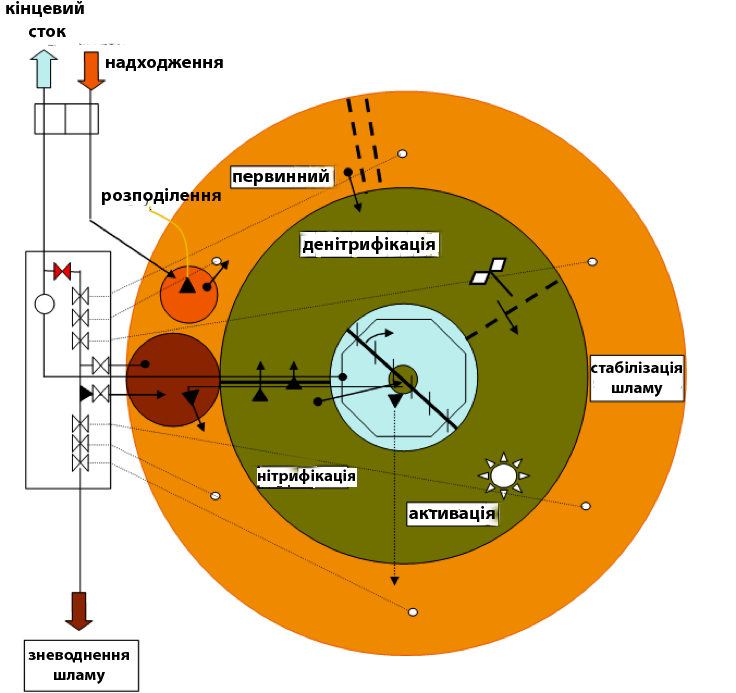 кінцевий
сток
надходження
первинний
розподілення
денітрифікація
стабілізація
шламу
нітрифікація
активація
зневоднення
шламу